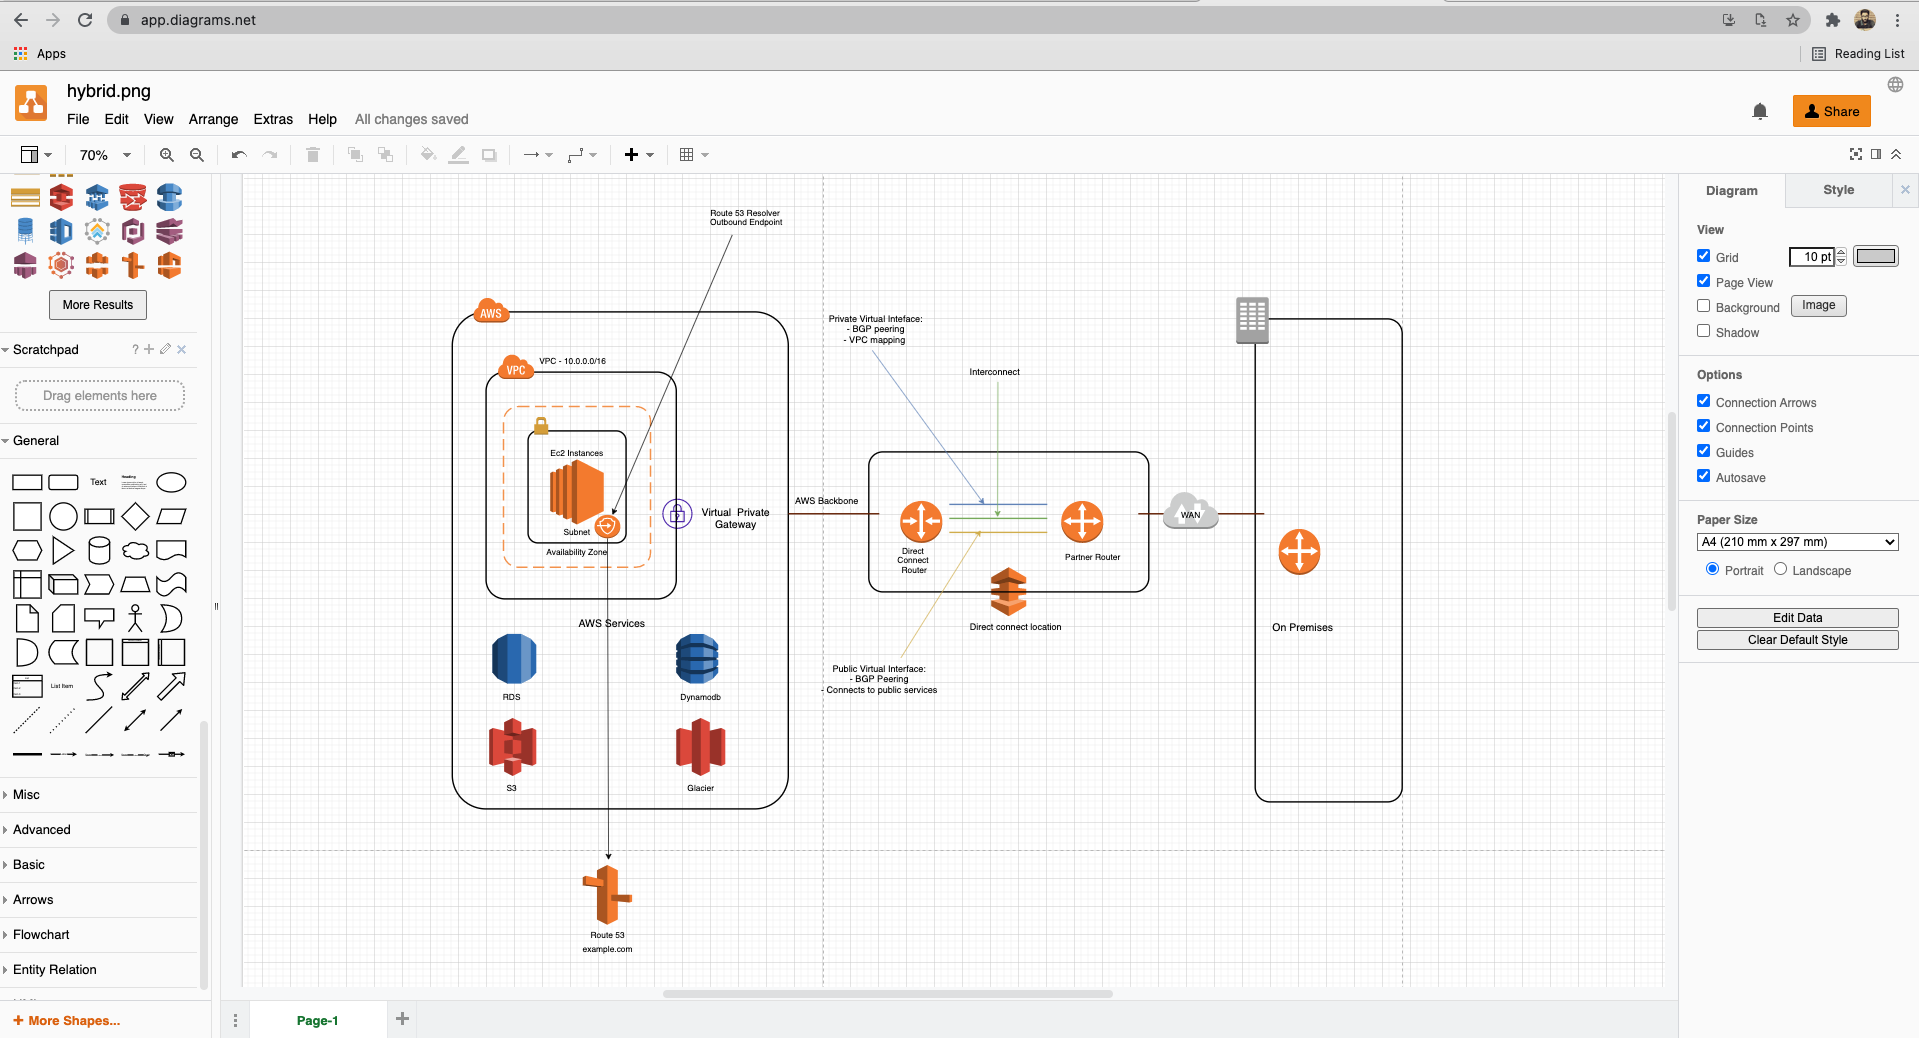 app.diagrams.net
Apps
Reading List
hybrid.png
File Edit View Arrange Extras Help All changes saved
Share
70%
More Results
Scratchpad
?
Drag elements here
General
Text
Heading
List Item
Misc
Advanced
Basic
Arrows
Flowchart
Entity Relation
+ More Shapes...
Route 53 Resolver
Outbound Endpoint
AWS
VPC
VPC - 10.0.0.0/16
Ec2 Instances
Subnet
Availability Zone
Virtual Private
Gateway
AWS Services
RDS
Dynamodb
S3
Glacier
Route 53
example.com
AWS Backbone
Private Virtual Inteface:
- BGP peering
- VPC mapping
Interconnect
Direct
Connect
Router
Partner Router
Direct connect location
Public Virtual Interface:
- BGP Peering
- Connects to public services
WAN
On Premises
Page-1
Diagram
Style
View
Grid
10 pt
Page View
Background
Image
Shadow
Options
Connection Arrows
Connection Points
Guides
Autosave
Paper Size
A4 (210 mm x 297 mm)
Portrait
Landscape
Edit Data
Clear Default Style